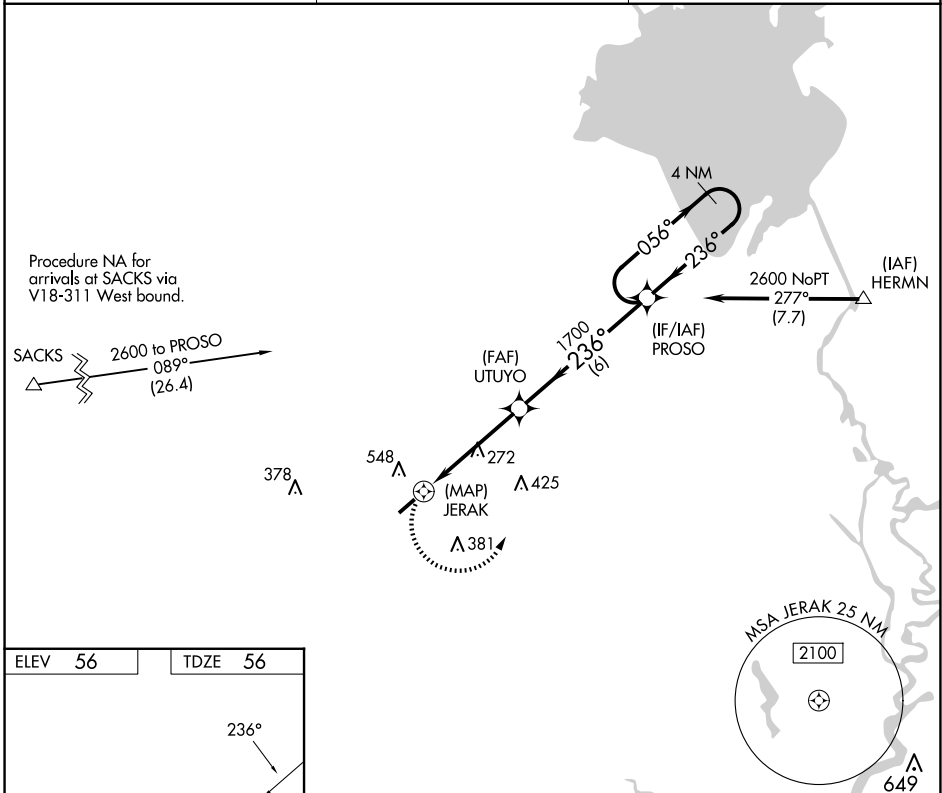 4 NM
056°
236°
Procedure NA for
arrivals at SACKS via
V18-311 West bound.
2600 NoPT
277°
(7.7)
(IAF)
HERMN
SACKS
2600 to PROSO
089°
(26.4)
(IF/IAF)
PROSO
1700
236°
(6)
(FAF)
UTUYO
548
272
378
425
(MAP)
JERAK
381
MSA JERAK 25 NM
2100
ELEV 56
TDZE 56
236°
649